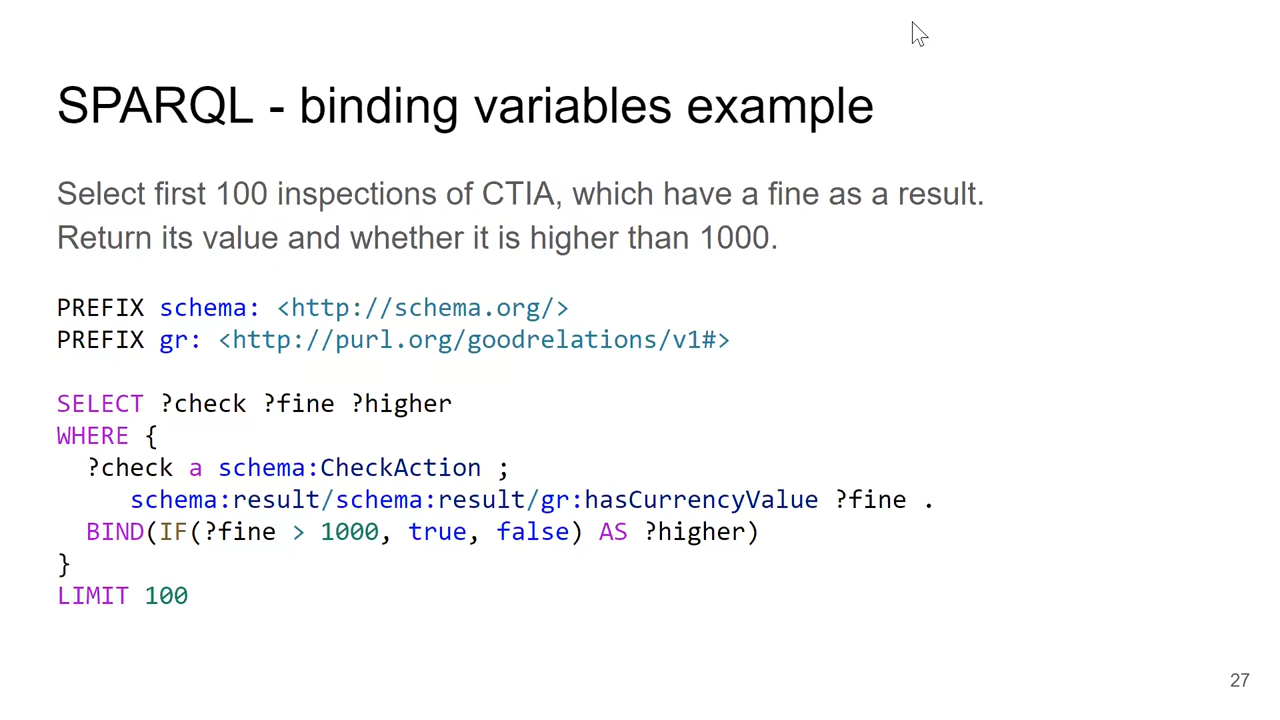 SPARQL - binding variables example
Select first 100 inspections of CTIA, which have a fine as a result.
Return its value and whether it is higher than 1000.
PREFIX schema: <http://schema.org/>
PREFIX gr: <http://purl.org/goodrelations/v1#>
SELECT ?check ?fine ?higher
WHERE {
  ?check a schema:CheckAction ;
     schema:result/schema:result/gr:hasCurrencyValue ?fine .
  BIND(IF(?fine > 1000, true, false) AS ?higher)
}
LIMIT 100
27